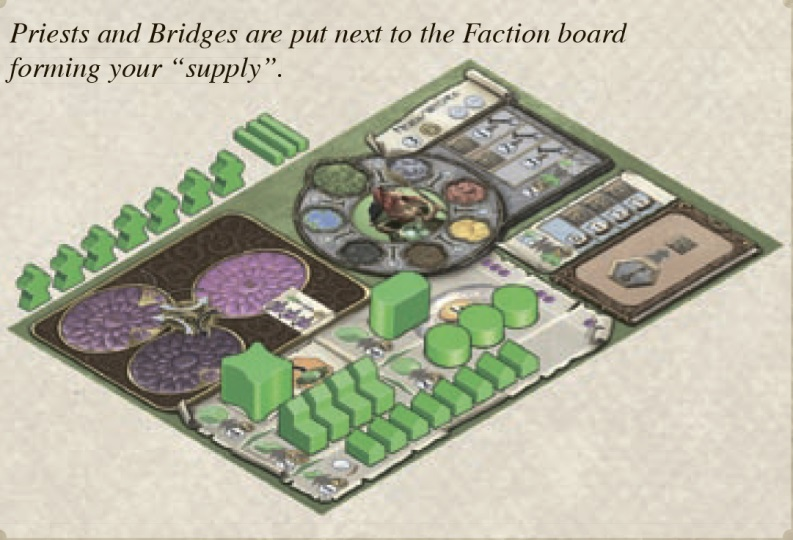 Priests and Bridges are put next to the Faction board
forming your “supply”.